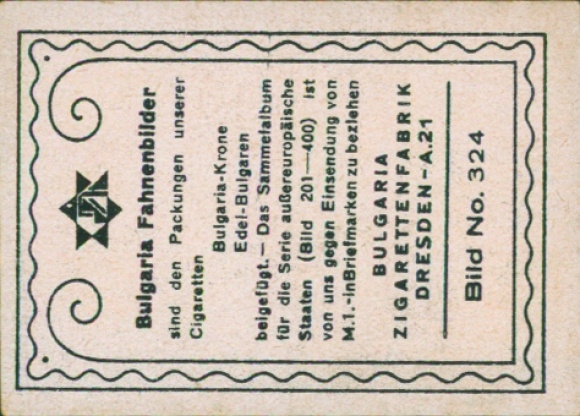 Bulgaria Fahnenbilder
sind den Packungen unserer
Cigaretten
Bulgaria-Krone
Edel-Bulgaren
beigefügt.— Das Sammelalbum
für die Serie außereuropäische
Staaten (Bild 201—400) ist
von uns gegen Einsendung von
M.1.-in Briefmarken zu beziehen
BULGARIA
ZIGARETTENFABRIK
DRESDEN-A.21
Bild No. 324